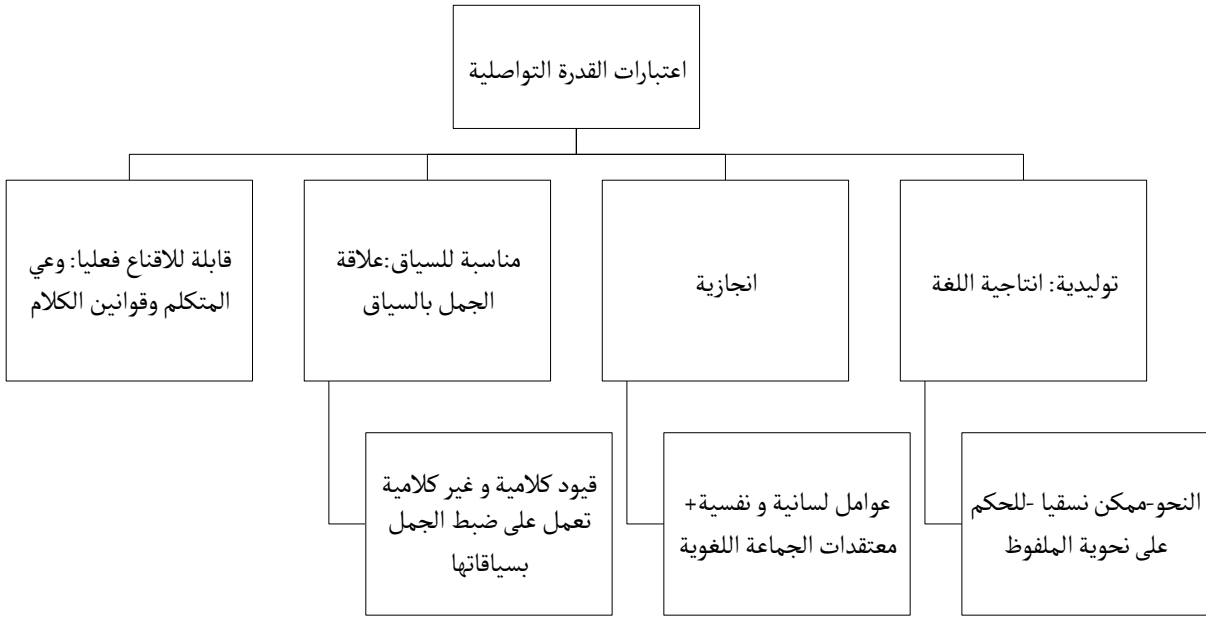 اعتبارات القدرة التواصلية
توليدية: انتاجية اللغة
انجازية
مناسبة للسياق:علاقة
الجمل بالسياق
قابلة للاقناع فعليا: وعي
المتكلم وقوانين الكلام
النحو-ممكن نسقيا -للحكم
على نحوية الملفوظ
عوامل لسانية و نفسية+
معتقدات الجماعة اللغوية
قيود كلامية و غير كلامية
تعمل على ضبط الجمل
بسياقاتها